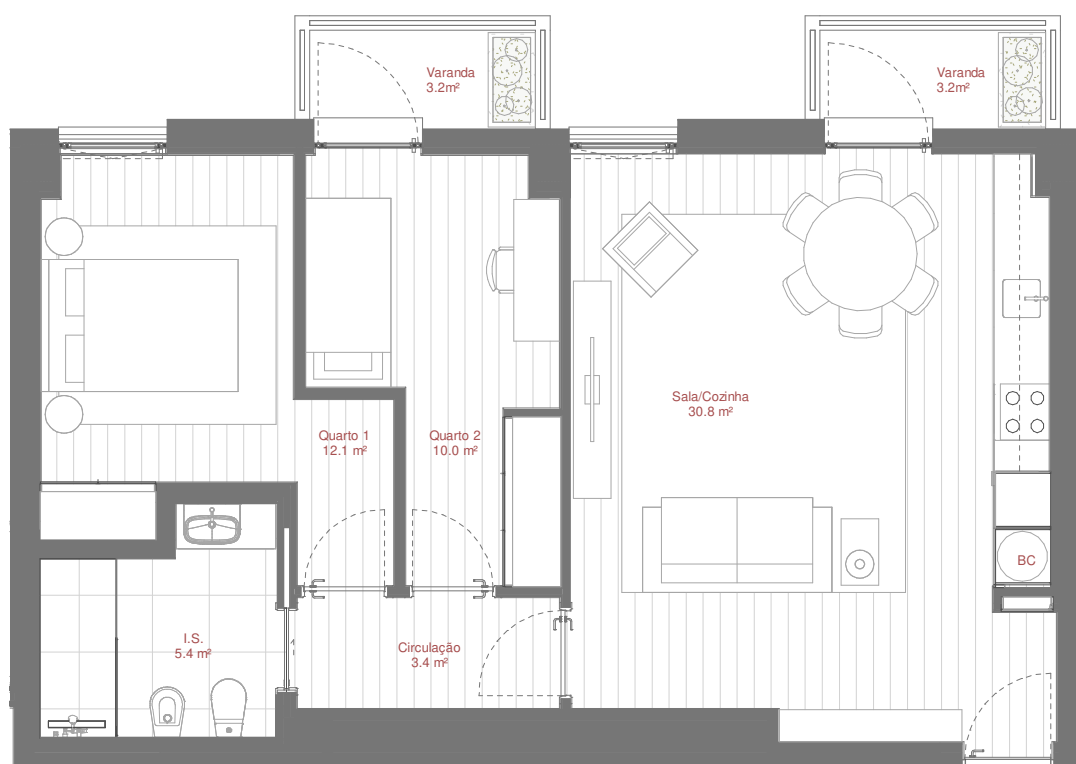 Varanda
3.2m²
Varanda
3.2m²
Sala/Cozinha
30.8 m²
Quarto 1
12.1 m²
Quarto 2
10.0 m²
BC
I.S.
5.4 m²
Circulação
3.4 m²